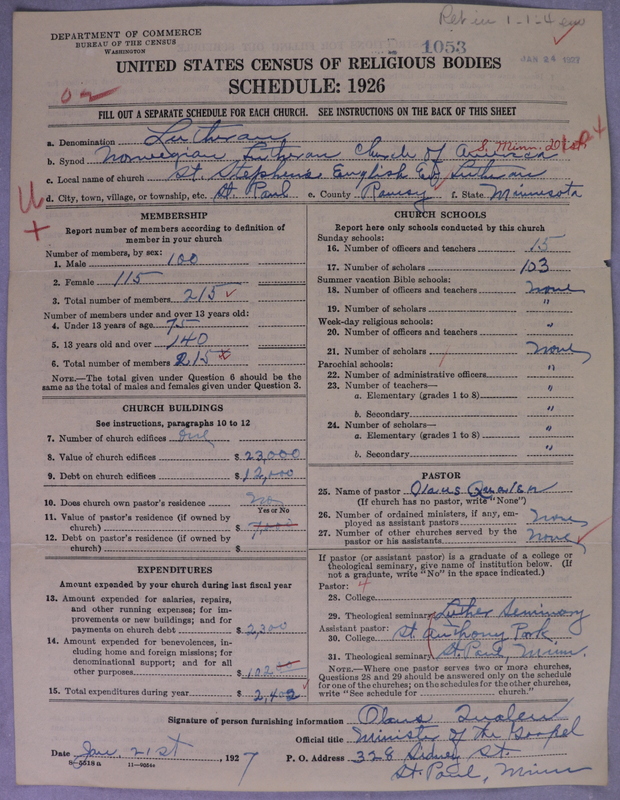 Ret in 1-1-4
DEPARTMENT OF COMMERCE
BUREAU OF THE CENSUS
WASHINGTON
1053
JAN 24 1927
UNITED STATES CENSUS OF RELIGIOUS BODIES
SCHEDULE: 1926
FILL OUT A SEPARATE SCHEDULE FOR EACH CHURCH. SEE INSTRUCTIONS ON THE BACK OF THIS SHEET
a. Denomination Lutheran
b. Synod Norwegian Lutheran Church of America S. Minn. Dist
c. Local name of church St. Stephens English Ev. Lutheran
d. City, town, village, or township, etc. St. Paul e. County Ramsey f. State Minnesota
MEMBERSHIP
Report number of members according to definition of
member in your church
Number of members, by sex:
1. Male 100
2. Female 115
3. Total number of members 215
Number of members under and over 13 years old:
4. Under 13 years of age 75
5. 13 years old and over 140
6. Total number of members 215
NOTE.—The total given under Question 6 should be the
same as the total of males and females given under Question 3.
CHURCH BUILDINGS
See instructions, paragraphs 10 to 12
7. Number of church edifices One
8. Value of church edifices $ 23,000
9. Debt on church edifices $ 12,000
10. Does church own pastor's residence? No
Yes or No
11. Value of pastor's residence (if owned by
church) $
12. Debt on pastor's residence (if owned by
church) $
EXPENDITURES
Amount expended by your church during last fiscal year
13. Amount expended for salaries, repairs,
and other running expenses; for im-
provements or new buildings; and for
payments on church debt $ 2,300
14. Amount expended for benevolences, in-
cluding home and foreign missions; for
denominational support; and for all
other purposes $ 102
15. Total expenditures during year $ 2,402
CHURCH SCHOOLS
Report here only schools conducted by this church
Sunday schools:
16. Number of officers and teachers 15
17. Number of scholars 103
Summer vacation Bible schools:
18. Number of officers and teachers none
19. Number of scholars "
Week-day religious schools:
20. Number of officers and teachers "
21. Number of scholars None
Parochial schools:
22. Number of administrative officers "
23. Number of teachers—
a. Elementary (grades 1 to 8) "
b. Secondary "
24. Number of scholars—
a. Elementary (grades 1 to 8) "
b. Secondary "
PASTOR
25. Name of pastor Olaus
(If church has no pastor, write "None")
26. Number of ordained ministers, if any, em-
ployed as assistant pastors None
27. Number of other churches served by the
pastor or his assistants None
If pastor (or assistant pastor) is a graduate of a college or
theological seminary, give name of institution below. (If
not a graduate, write "No" in the space indicated.)
Pastor:
28. College
29. Theological seminary Luther Seminary
Assistant pastor:
30. College St. Anthony Park
31. Theological seminary St. Paul Minn.
NOTE.—Where one pastor serves two or more churches,
Questions 28 and 29 should be answered only on the schedule
for one of the churches; on the schedules for the other churches,
write "See schedule for church."
Signature of person furnishing information Olaus
Official title Minister of the Gospel
Date Jan. 21st, 1927 P. O. Address 328 Sidney St.
11-9054
St. Paul, Minn